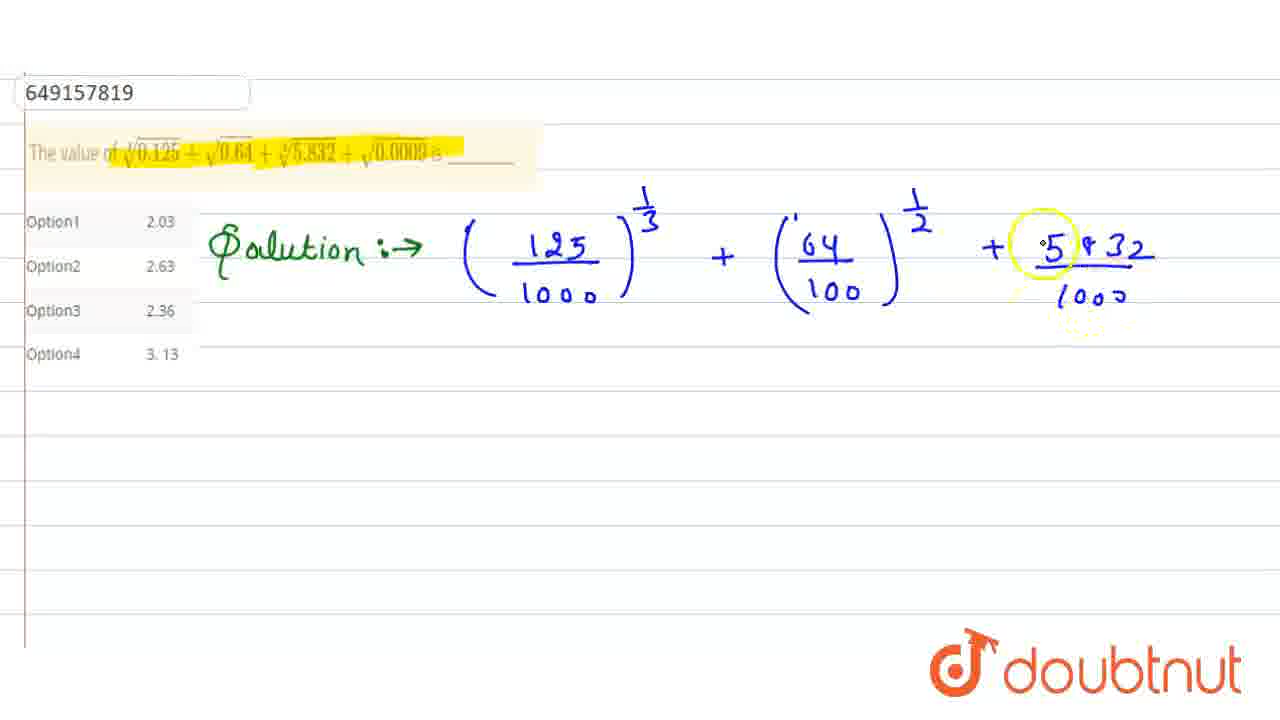 649157819
The value of ∛0.125 + √0.64 + ∛5.832 + √0.0009 is ______
Option1 2.03
Option2 2.63
Option3 2.36
Option4 3. 13
Solution :→ (125/1000)^1/3 + (64/100)^1/2 + 5832/1000
doubtnut